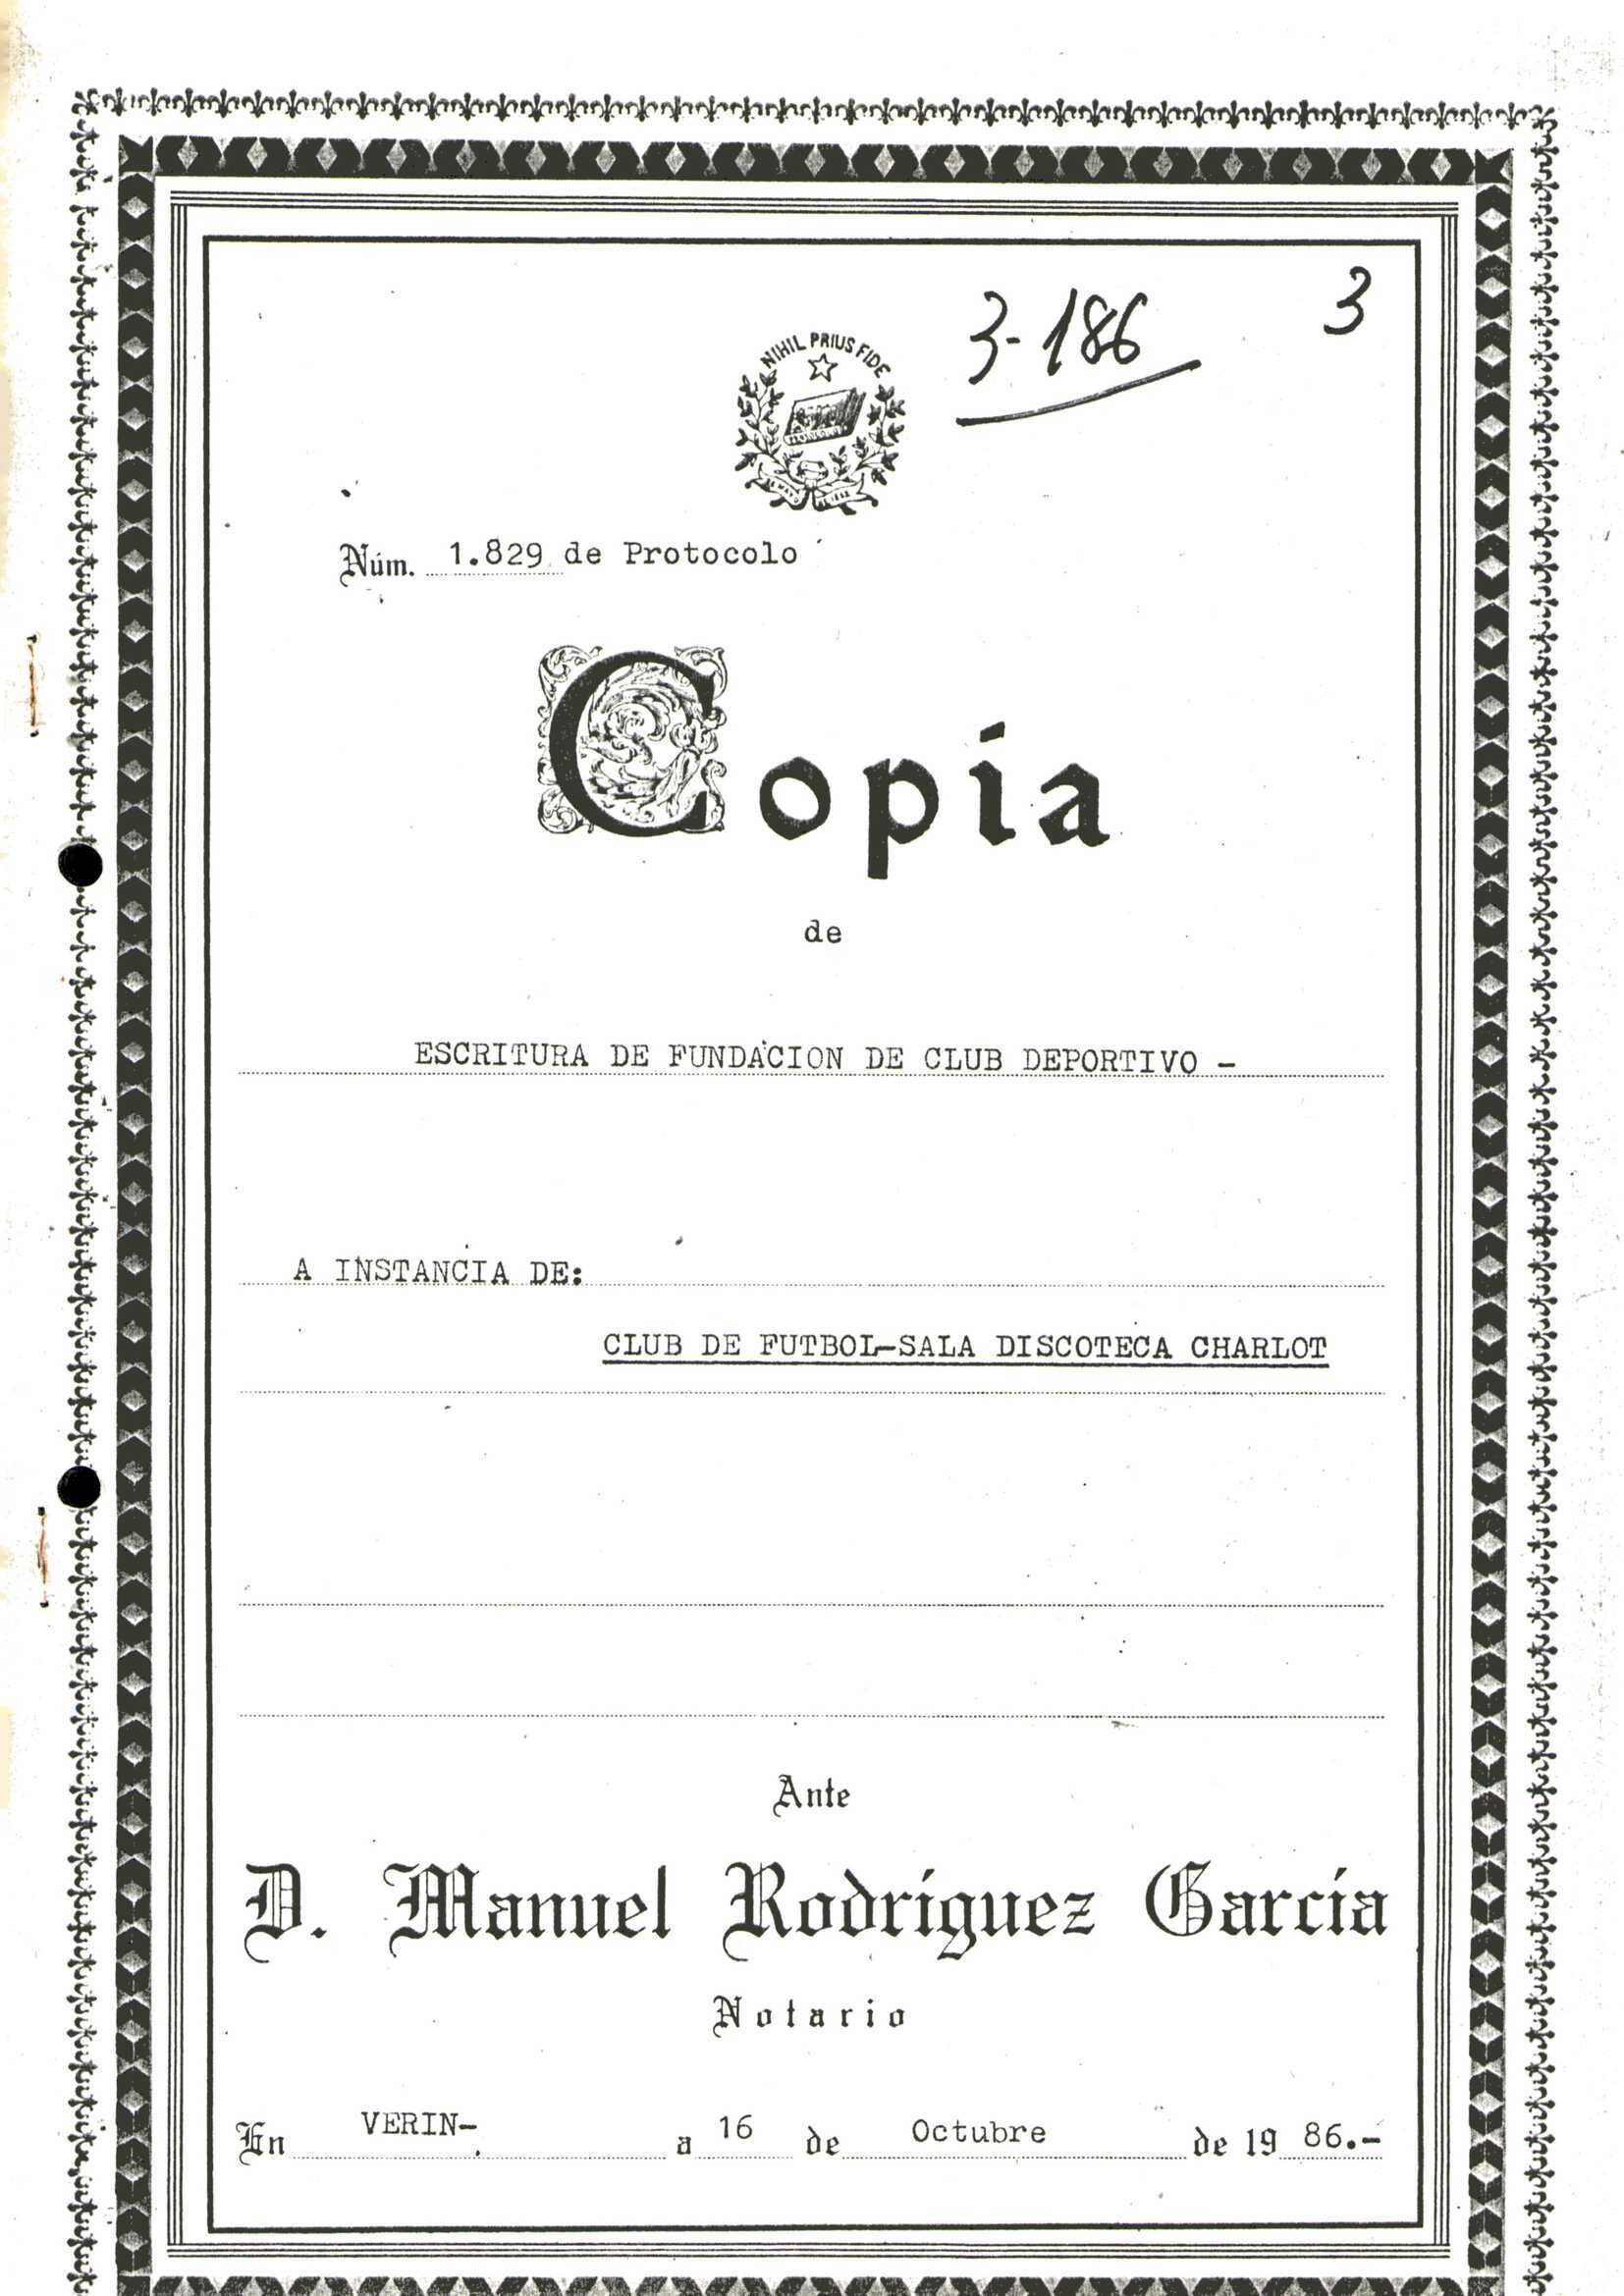 3
3-186
NIHIL PRIUS FIDE
Núm. 1.829 de Protocolo
Copia
de
ESCRITURA DE FUNDACION DE CLUB DEPORTIVO -
A INSTANCIA DE:
CLUB DE FUTBOL-SALA DISCOTECA CHARLOT
Ante
D. Manuel Rodríguez García
Notario
En VERIN- a 16 de Octubre de 19 86.-